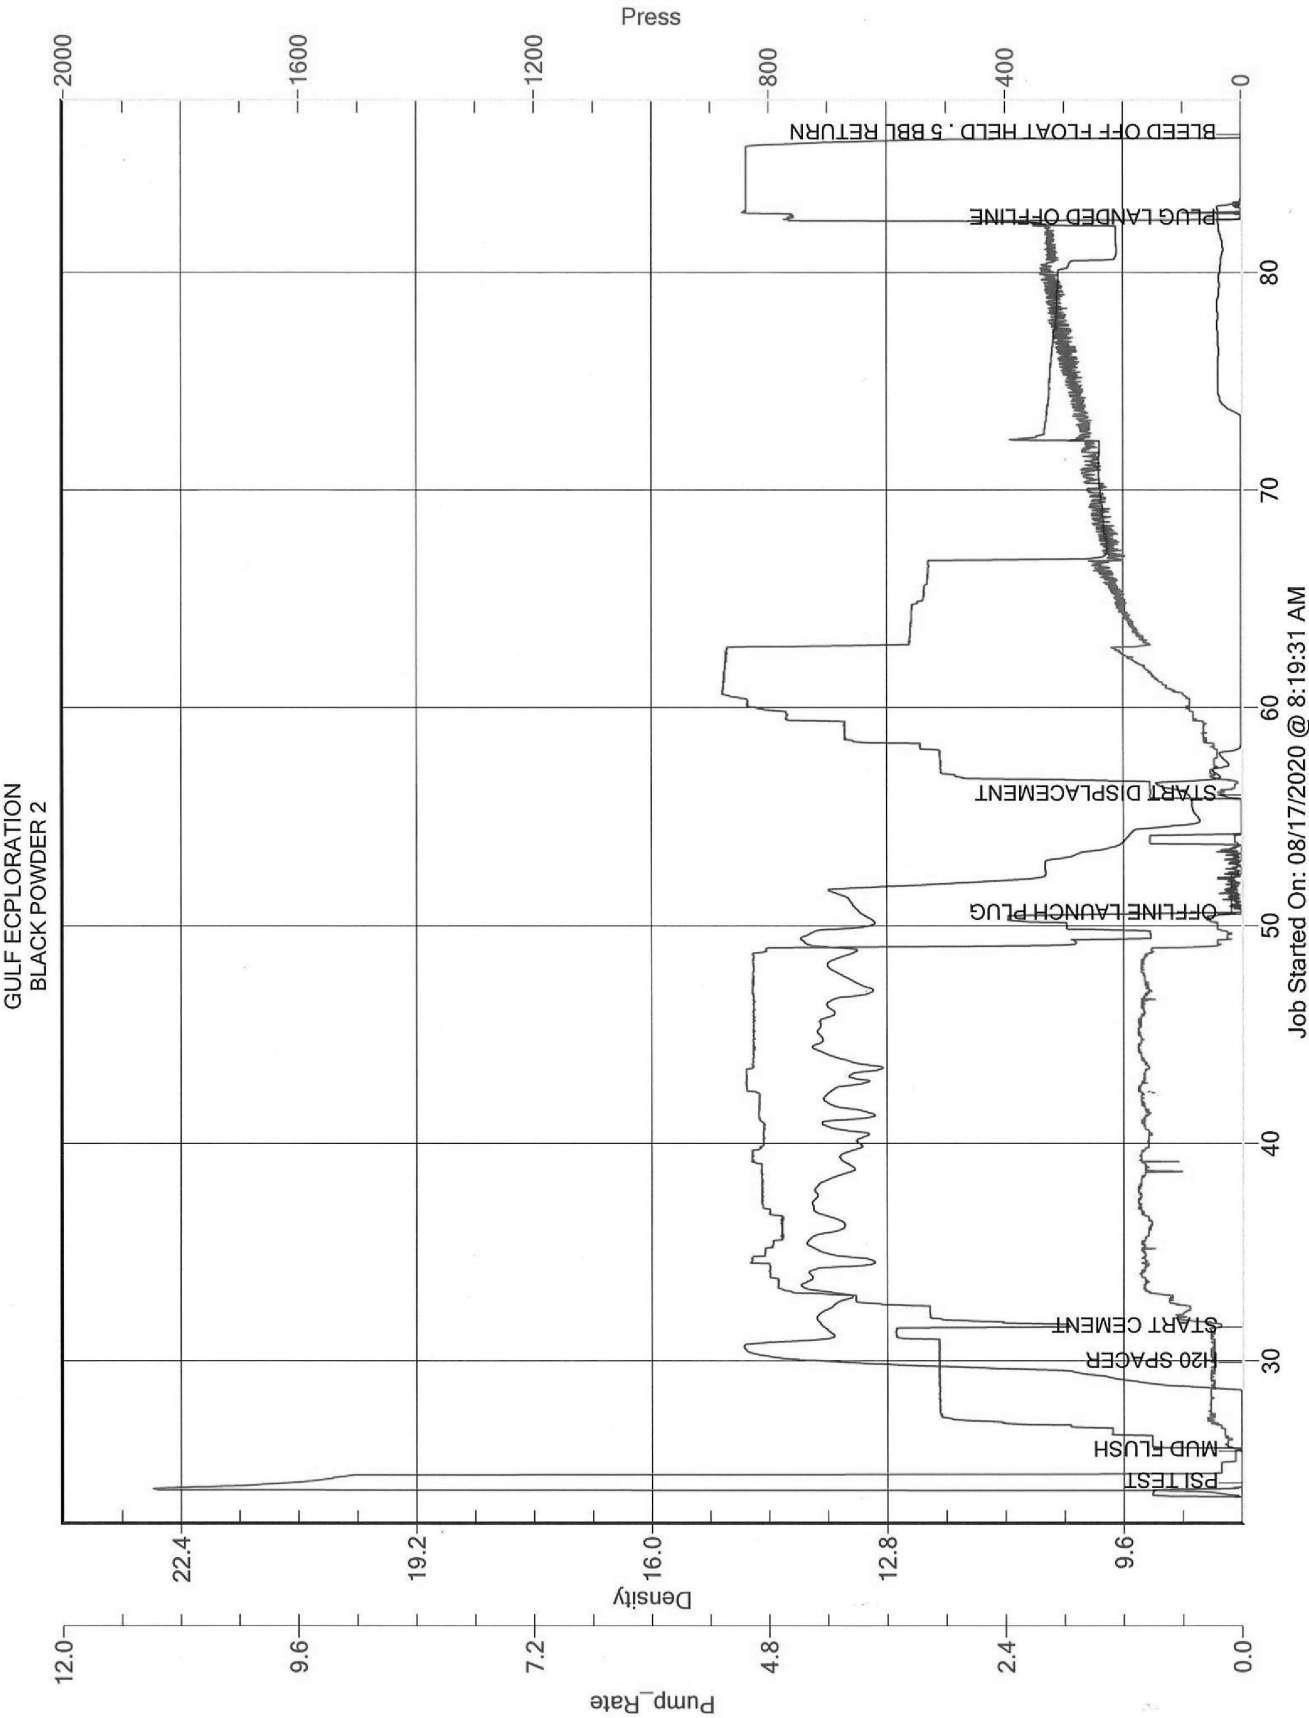 GULF ECPLORATION
BLACK POWDER 2
Press
2000
1600
1200
800
400
0
BLEED OFF FLOAT HELD . 5 BBL RETURN
PLUG LANDED OFFLINE
START DISPLACEMENT
OFFLINE LAUNCH PLUG
START CEMENT
H20 SPACER
MUD FLUSH
PSI TEST
30
40
50
60
70
80
Job Started On: 08/17/2020 @ 8:19:31 AM
22.4
19.2
16.0
12.8
9.6
Density
12.0
9.6
7.2
4.8
2.4
0.0
Pump_Rate